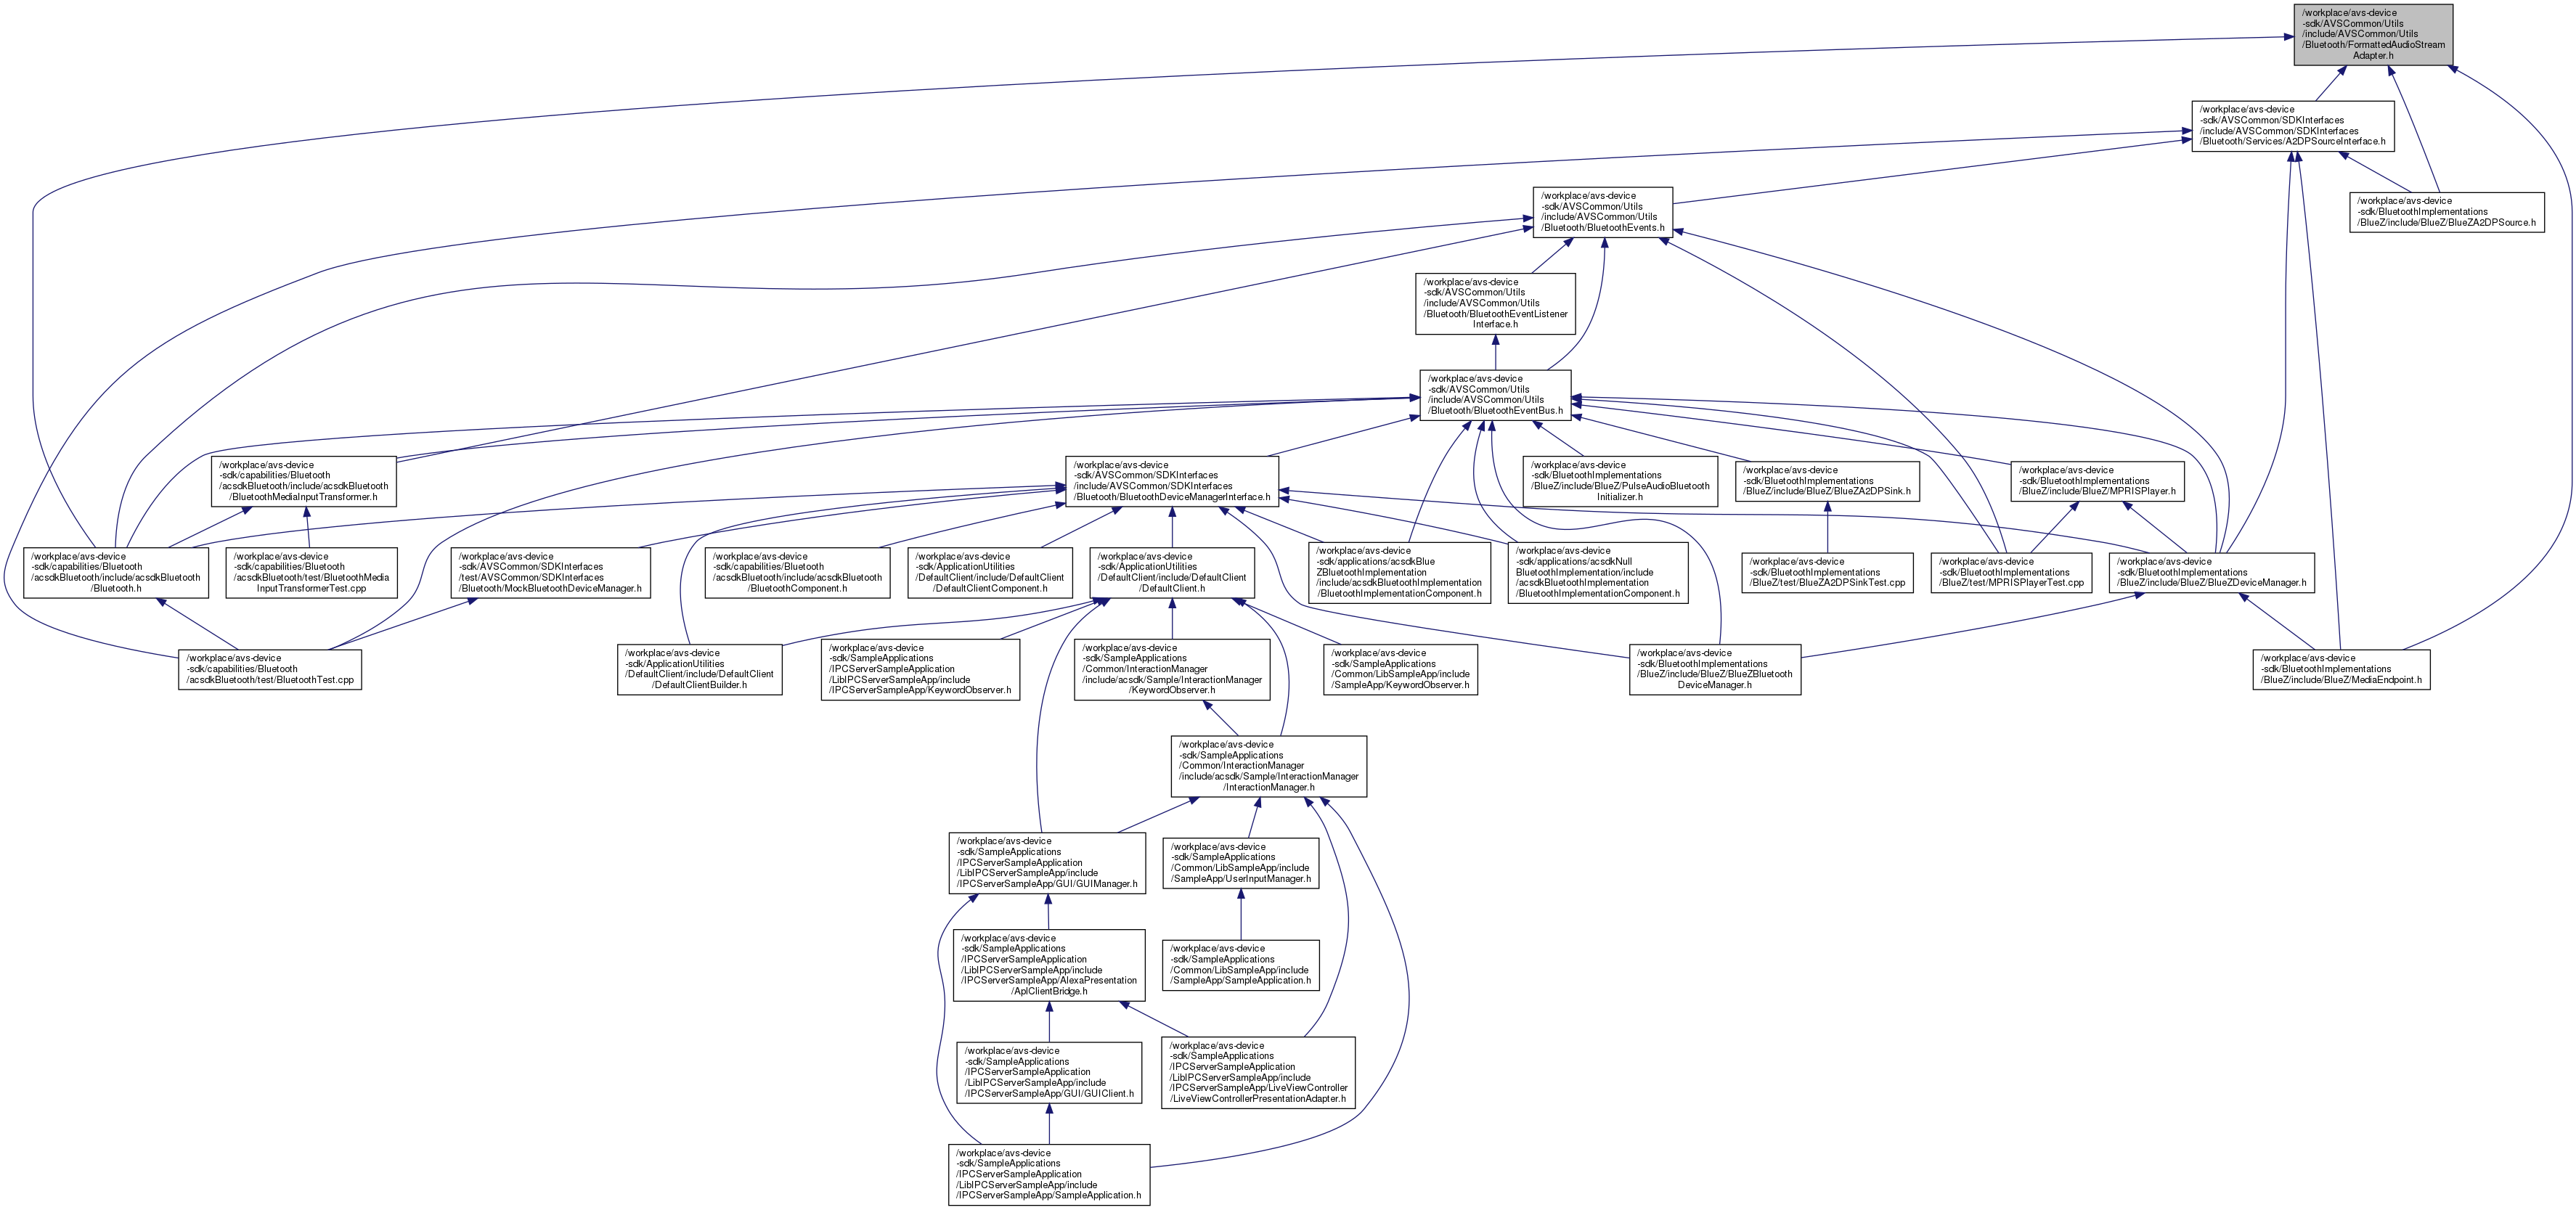 /workplace/avs-device
-sdk/AVSCommon/Utils
/include/AVSCommon/Utils
/Bluetooth/FormattedAudioStream
Adapter.h
/workplace/avs-device
-sdk/AVSCommon/SDKInterfaces
/include/AVSCommon/SDKInterfaces
/Bluetooth/Services/A2DPSourceInterface.h
/workplace/avs-device
-sdk/AVSCommon/Utils
/include/AVSCommon/Utils
/Bluetooth/BluetoothEvents.h
/workplace/avs-device
-sdk/BluetoothImplementations
/BlueZ/include/BlueZ/BlueZA2DPSource.h
/workplace/avs-device
-sdk/AVSCommon/Utils
/include/AVSCommon/Utils
/Bluetooth/BluetoothEventListener
Interface.h
/workplace/avs-device
-sdk/AVSCommon/Utils
/include/AVSCommon/Utils
/Bluetooth/BluetoothEventBus.h
/workplace/avs-device
-sdk/capabilities/Bluetooth
/acsdkBluetooth/include/acsdkBluetooth
/BluetoothMediaInputTransformer.h
/workplace/avs-device
-sdk/AVSCommon/SDKInterfaces
/include/AVSCommon/SDKInterfaces
/Bluetooth/BluetoothDeviceManagerInterface.h
/workplace/avs-device
-sdk/BluetoothImplementations
/BlueZ/include/BlueZ/PulseAudioBluetooth
Initializer.h
/workplace/avs-device
-sdk/BluetoothImplementations
/BlueZ/include/BlueZ/BlueZA2DPSink.h
/workplace/avs-device
-sdk/BluetoothImplementations
/BlueZ/include/BlueZ/MPRISPlayer.h
/workplace/avs-device
-sdk/capabilities/Bluetooth
/acsdkBluetooth/include/acsdkBluetooth
/Bluetooth.h
/workplace/avs-device
-sdk/capabilities/Bluetooth
/acsdkBluetooth/test/BluetoothMedia
InputTransformerTest.cpp
/workplace/avs-device
-sdk/AVSCommon/SDKInterfaces
/test/AVSCommon/SDKInterfaces
/Bluetooth/MockBluetoothDeviceManager.h
/workplace/avs-device
-sdk/capabilities/Bluetooth
/acsdkBluetooth/include/acsdkBluetooth
/BluetoothComponent.h
/workplace/avs-device
-sdk/ApplicationUtilities
/DefaultClient/include/DefaultClient
/DefaultClientComponent.h
/workplace/avs-device
-sdk/ApplicationUtilities
/DefaultClient/include/DefaultClient
/DefaultClient.h
/workplace/avs-device
-sdk/applications/acsdkBlue
ZBluetoothImplementation
/include/acsdkBluetoothImplementation
/BluetoothImplementationComponent.h
/workplace/avs-device
-sdk/applications/acsdkNull
BluetoothImplementation/include
/acsdkBluetoothImplementation
/BluetoothImplementationComponent.h
/workplace/avs-device
-sdk/BluetoothImplementations
/BlueZ/test/BlueZA2DPSinkTest.cpp
/workplace/avs-device
-sdk/BluetoothImplementations
/BlueZ/test/MPRISPlayerTest.cpp
/workplace/avs-device
-sdk/BluetoothImplementations
/BlueZ/include/BlueZ/BlueZDeviceManager.h
/workplace/avs-device
-sdk/capabilities/Bluetooth
/acsdkBluetooth/test/BluetoothTest.cpp
/workplace/avs-device
-sdk/ApplicationUtilities
/DefaultClient/include/DefaultClient
/DefaultClientBuilder.h
/workplace/avs-device
-sdk/SampleApplications
/IPCServerSampleApplication
/LibIPCServerSampleApp/include
/IPCServerSampleApp/KeywordObserver.h
/workplace/avs-device
-sdk/SampleApplications
/Common/InteractionManager
/include/acsdk/Sample/InteractionManager
/KeywordObserver.h
/workplace/avs-device
-sdk/SampleApplications
/Common/LibSampleApp/include
/SampleApp/KeywordObserver.h
/workplace/avs-device
-sdk/BluetoothImplementations
/BlueZ/include/BlueZ/BlueZBluetooth
DeviceManager.h
/workplace/avs-device
-sdk/BluetoothImplementations
/BlueZ/include/BlueZ/MediaEndpoint.h
/workplace/avs-device
-sdk/SampleApplications
/Common/InteractionManager
/include/acsdk/Sample/InteractionManager
/InteractionManager.h
/workplace/avs-device
-sdk/SampleApplications
/IPCServerSampleApplication
/LibIPCServerSampleApp/include
/IPCServerSampleApp/GUI/GUIManager.h
/workplace/avs-device
-sdk/SampleApplications
/Common/LibSampleApp/include
/SampleApp/UserInputManager.h
/workplace/avs-device
-sdk/SampleApplications
/IPCServerSampleApplication
/LibIPCServerSampleApp/include
/IPCServerSampleApp/AlexaPresentation
/AplClientBridge.h
/workplace/avs-device
-sdk/SampleApplications
/Common/LibSampleApp/include
/SampleApp/SampleApplication.h
/workplace/avs-device
-sdk/SampleApplications
/IPCServerSampleApplication
/LibIPCServerSampleApp/include
/IPCServerSampleApp/GUI/GUIClient.h
/workplace/avs-device
-sdk/SampleApplications
/IPCServerSampleApplication
/LibIPCServerSampleApp/include
/IPCServerSampleApp/LiveViewController
/LiveViewControllerPresentationAdapter.h
/workplace/avs-device
-sdk/SampleApplications
/IPCServerSampleApplication
/LibIPCServerSampleApp/include
/IPCServerSampleApp/SampleApplication.h